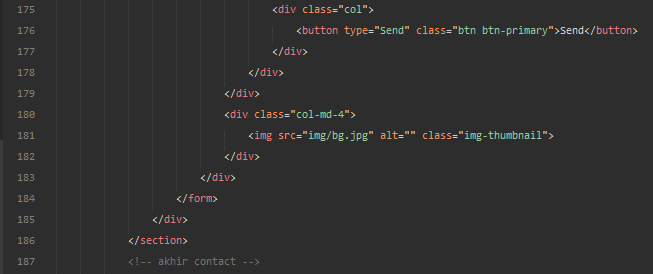 175 <div class="col">
176 <button type="Send" class="btn btn-primary">Send</button>
177 </div>
178 </div>
179 </div>
180 <div class="col-md-4">
181 <img src="img/bg.jpg" alt="" class="img-thumbnail">
182 </div>
183 </div>
184 </form>
185 </div>
186 </section>
187 <!-- akhir contact -->